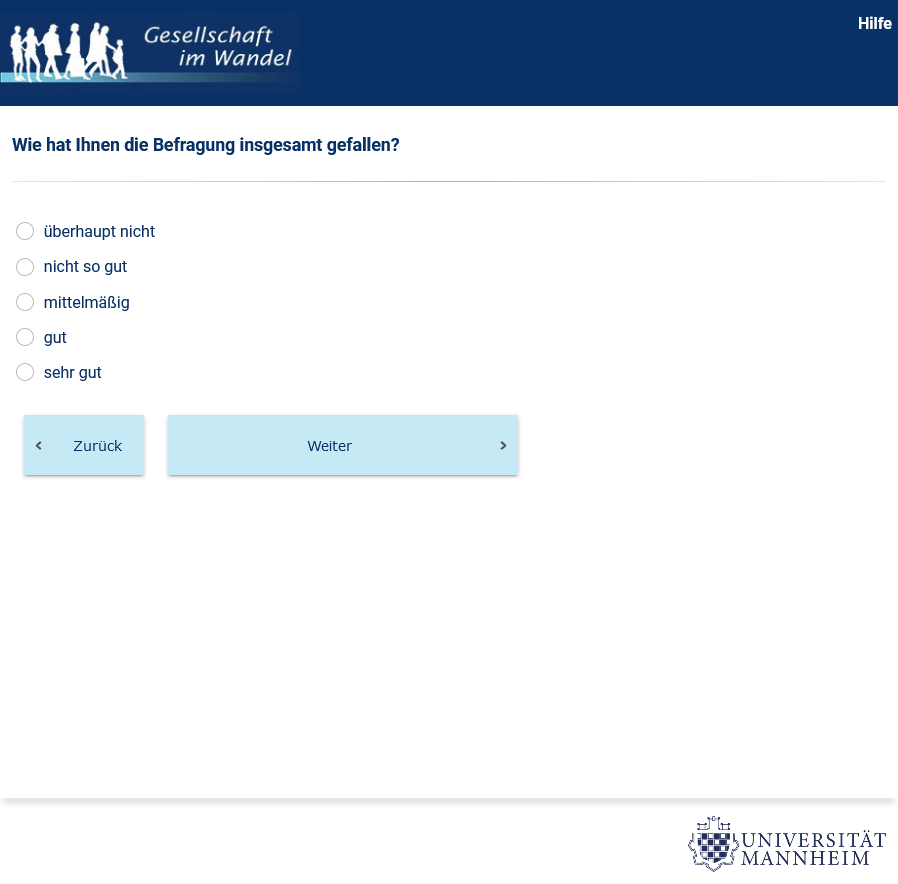 Gesellschaft
im Wandel
Hilfe
Wie hat Ihnen die Befragung insgesamt gefallen?
überhaupt nicht
nicht so gut
mittelmäßig
gut
sehr gut
Zurück
Weiter
UNIVERSITÄT
MANNHEIM